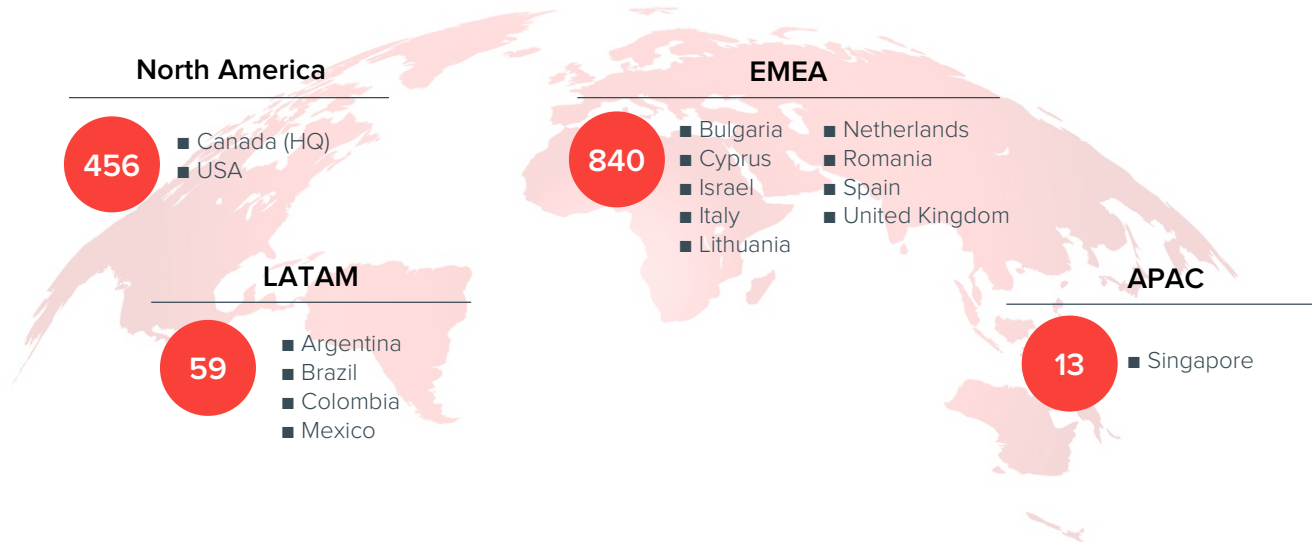 North America
456
■ Canada (HQ)
■ USA
EMEA
840
■ Bulgaria
■ Cyprus
■ Israel
■ Italy
■ Lithuania
■ Netherlands
■ Romania
■ Spain
■ United Kingdom
LATAM
59
■ Argentina
■ Brazil
■ Colombia
■ Mexico
APAC
13
■ Singapore